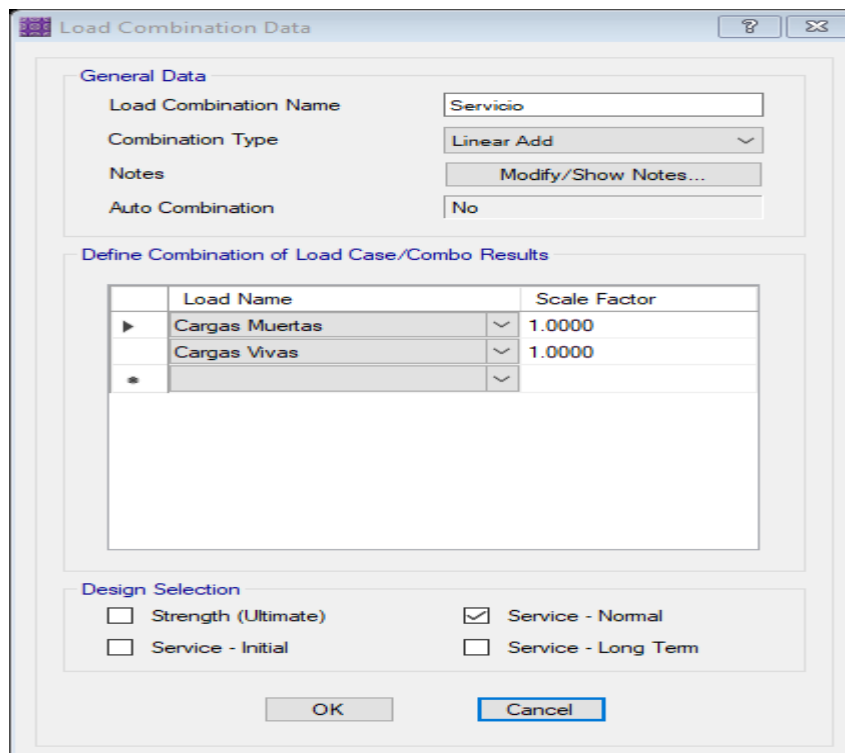 Load Combination Data
General Data
Load Combination Name Servicio
Combination Type Linear Add
Notes Modify/Show Notes...
Auto Combination No
Define Combination of Load Case/Combo Results
Load Name Scale Factor
Cargas Muertas 1.0000
Cargas Vivas 1.0000
Design Selection
Strength (Ultimate) Service - Normal
Service - Initial Service - Long Term
OK Cancel